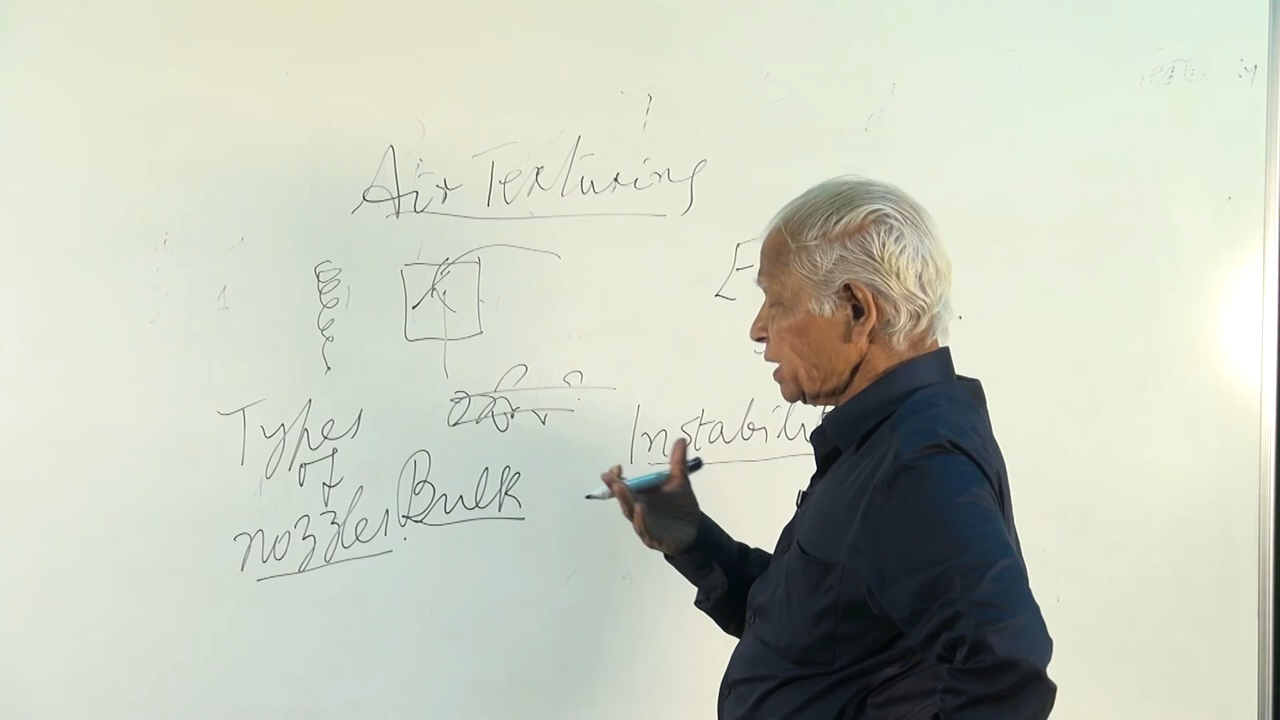 Air Texturing
E
Types
of
nozzles Bulk
Instabili